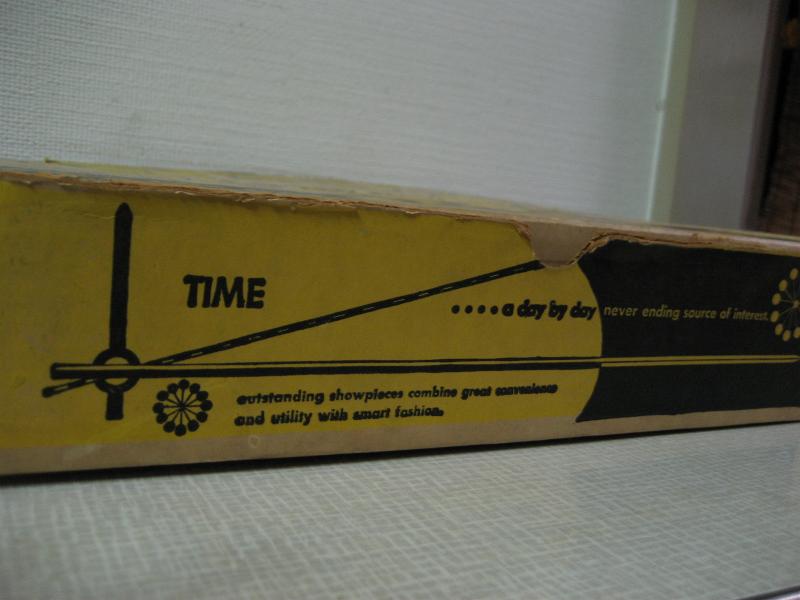 TIME
....a day by day never ending source of interest.
outstanding showpieces combine great convenience
and utility with smart fashion.